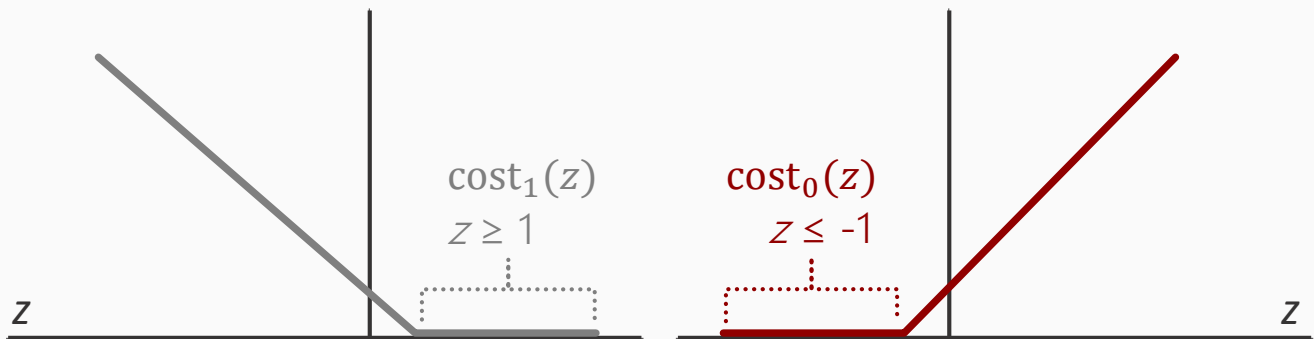 cost₁(z)
z ≥ 1
z
cost₀(z)
z ≤ -1
z